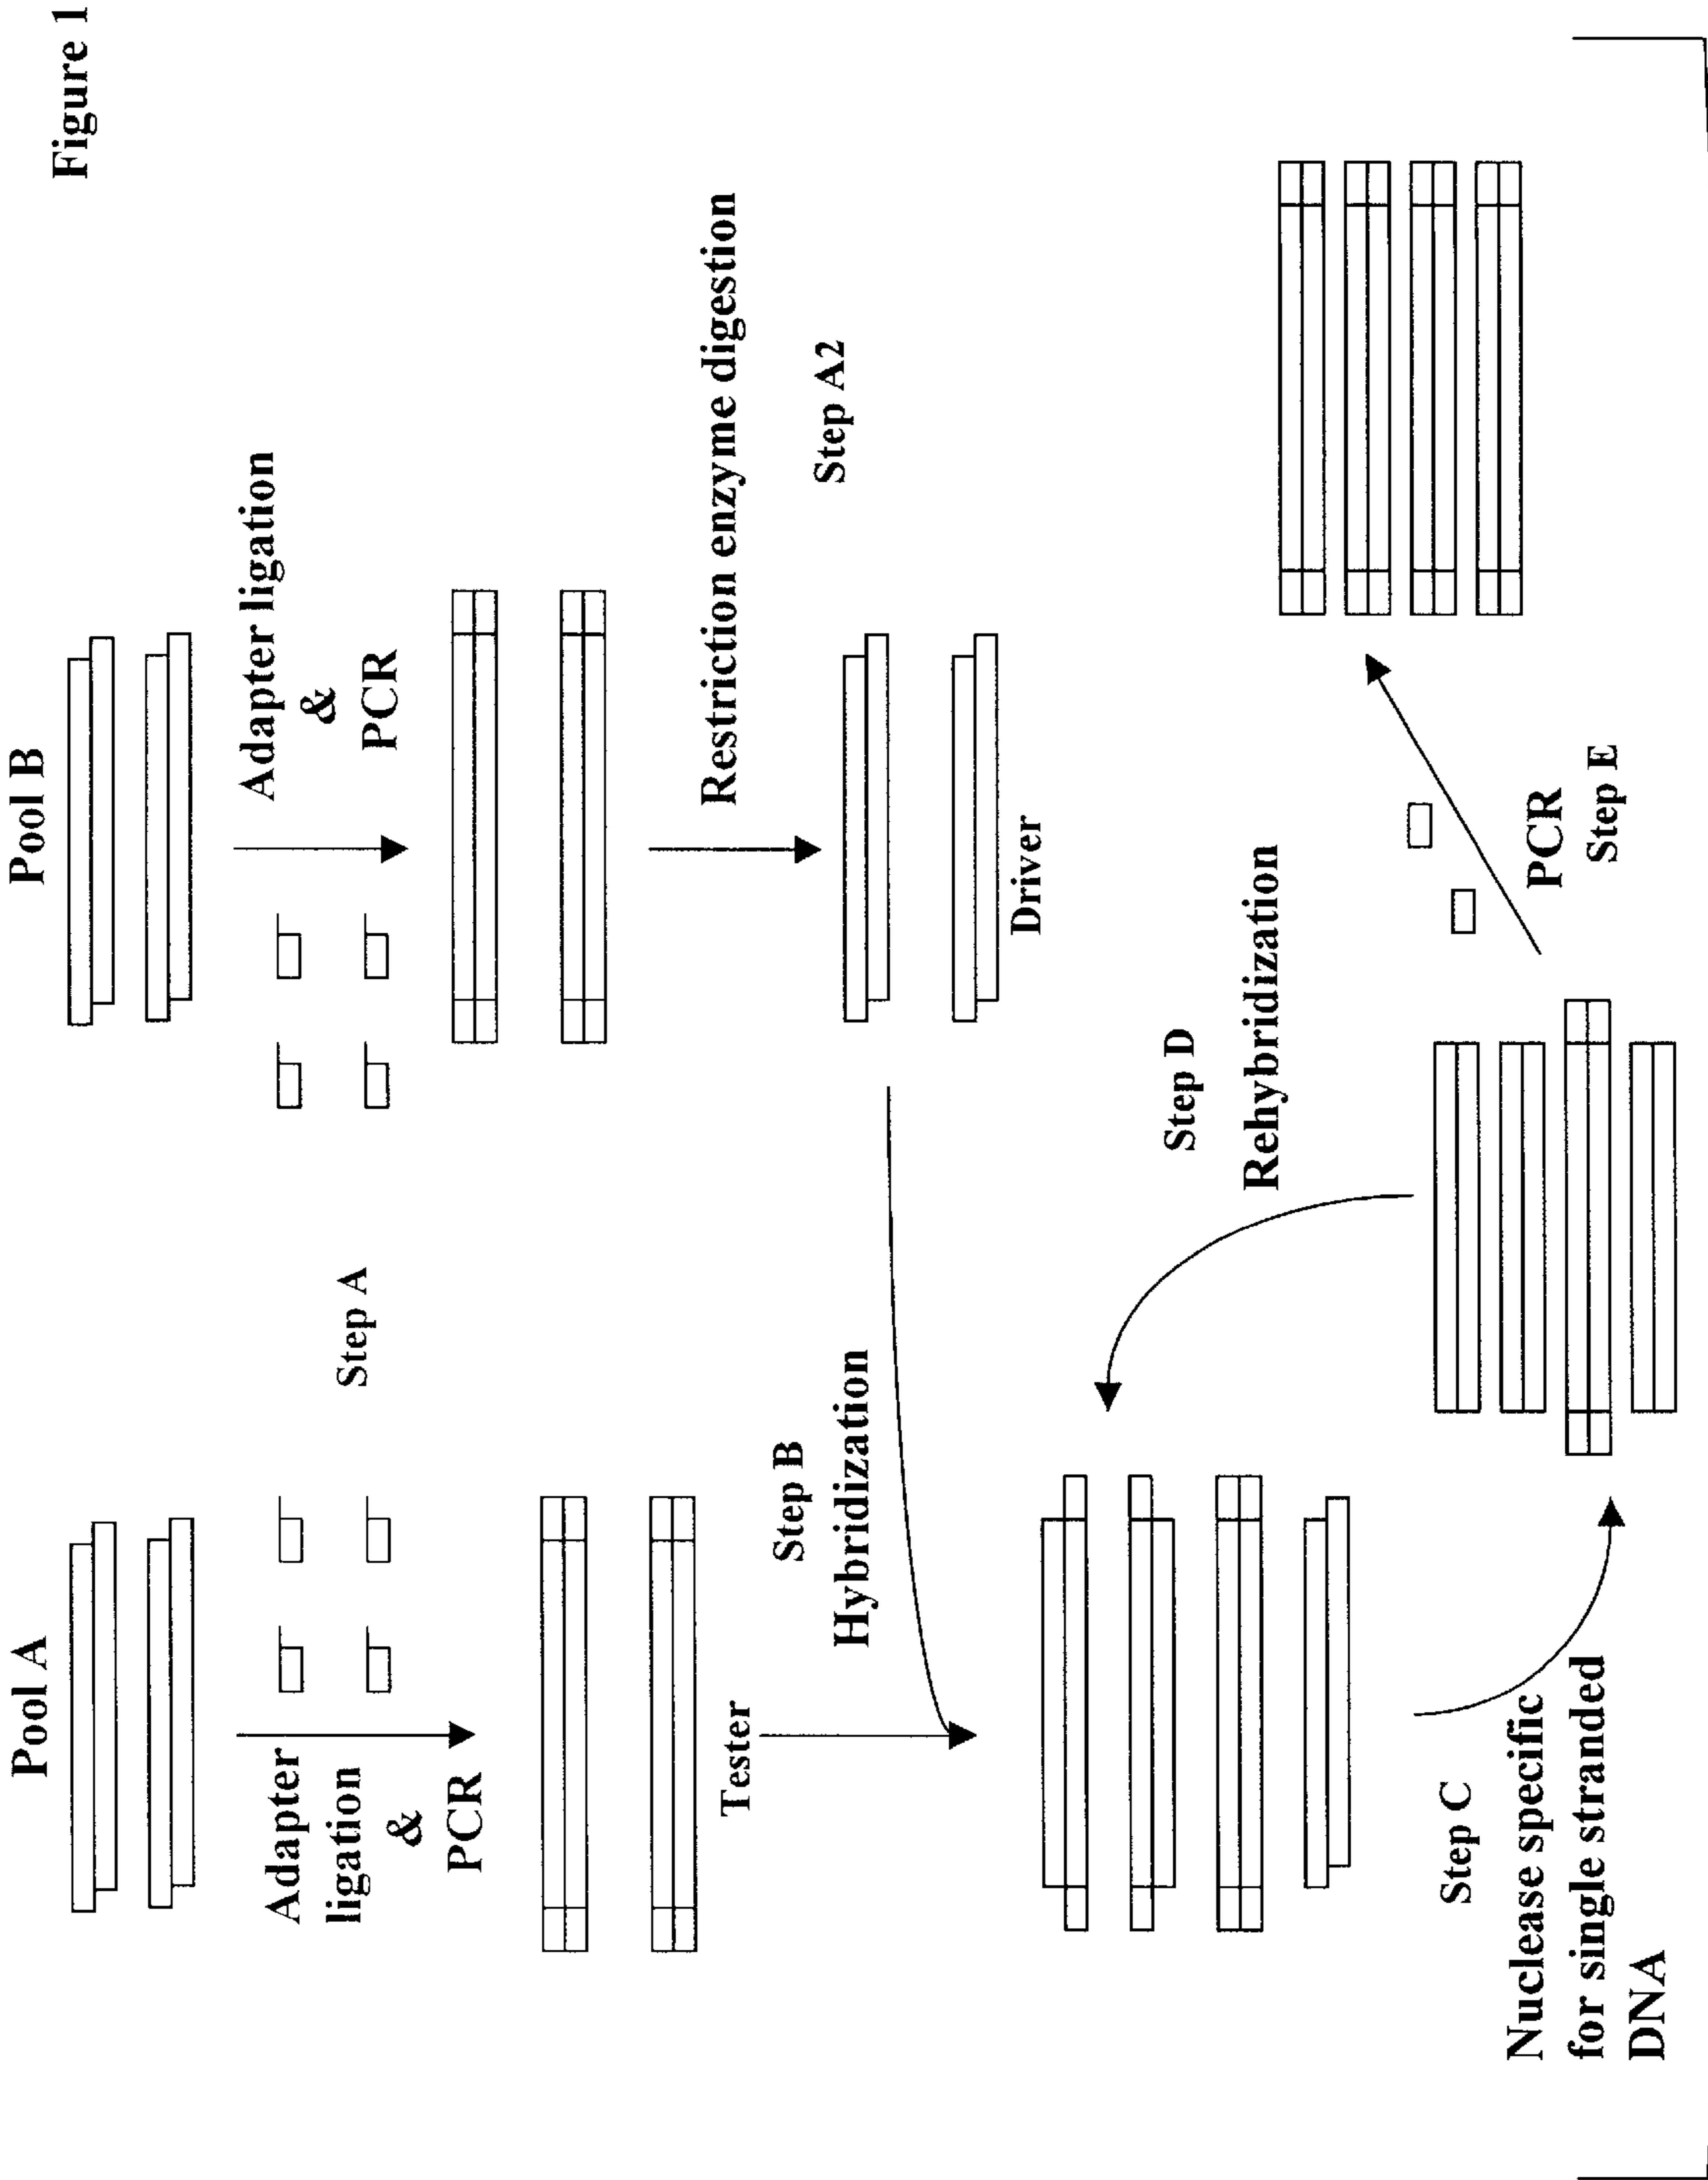 Figure 1
Pool A
Pool B
Adapter
ligation
&
PCR
Step A
Adapter ligation
&
PCR
Tester
Restriction enzyme digestion
Step A2
Driver
Step B
Hybridization
Step C
Nuclease specific
for single stranded
DNA
Step D
Rehybridization
PCR
Step E